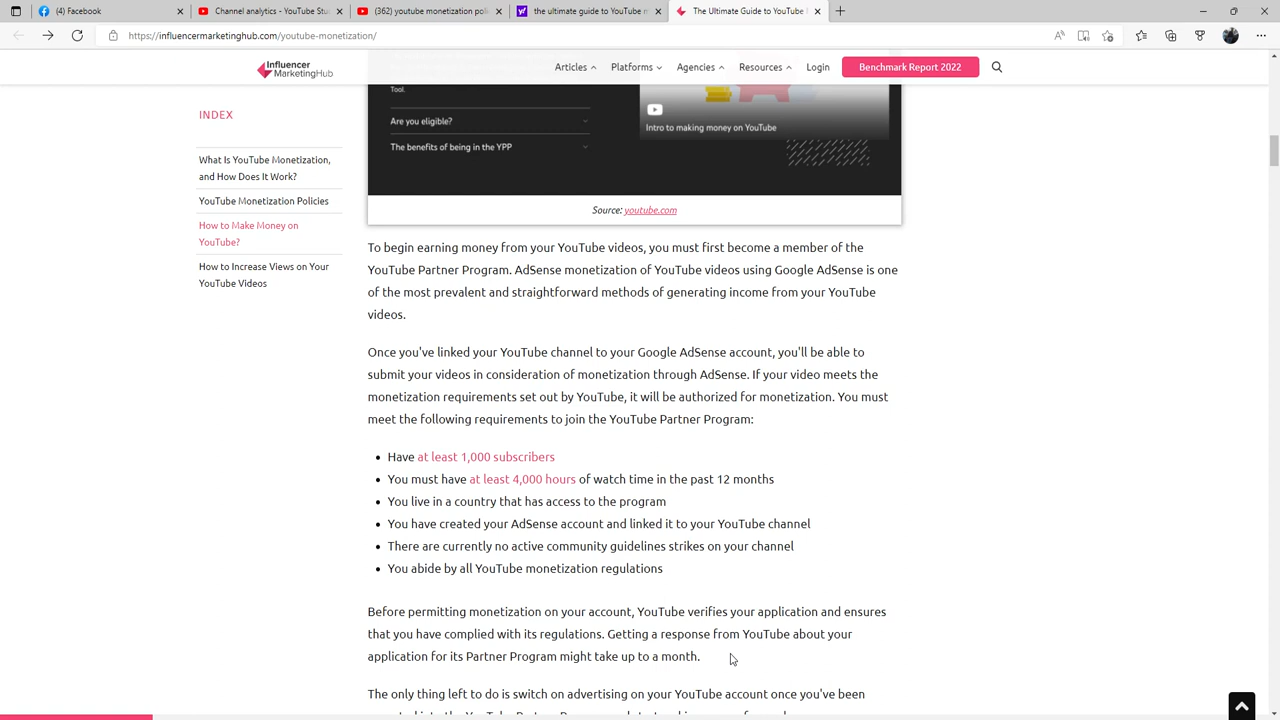 (4) Facebook
Channel analytics - YouTube Stu
(362) youtube monetization poli
the ultimate guide to YouTube m
The Ultimate Guide to YouTube
https://influencermarketinghub.com/youtube-monetization/
Influencer
MarketingHub
Articles
Platforms
Agencies
Resources
Login
Benchmark Report 2022
INDEX
What Is YouTube Monetization,
and How Does It Work?
YouTube Monetization Policies
How to Make Money on
YouTube?
How to Increase Views on Your
YouTube Videos
Tool.
Are you eligible?
The benefits of being in the YPP
Intro to making money on YouTube
Source: youtube.com
To begin earning money from your YouTube videos, you must first become a member of the
YouTube Partner Program. AdSense monetization of YouTube videos using Google AdSense is one
of the most prevalent and straightforward methods of generating income from your YouTube
videos.
Once you've linked your YouTube channel to your Google AdSense account, you'll be able to
submit your videos in consideration of monetization through AdSense. If your video meets the
monetization requirements set out by YouTube, it will be authorized for monetization. You must
meet the following requirements to join the YouTube Partner Program:
• Have at least 1,000 subscribers
• You must have at least 4,000 hours of watch time in the past 12 months
• You live in a country that has access to the program
• You have created your AdSense account and linked it to your YouTube channel
• There are currently no active community guidelines strikes on your channel
• You abide by all YouTube monetization regulations
Before permitting monetization on your account, YouTube verifies your application and ensures
that you have complied with its regulations. Getting a response from YouTube about your
application for its Partner Program might take up to a month.
The only thing left to do is switch on advertising on your YouTube account once you've been